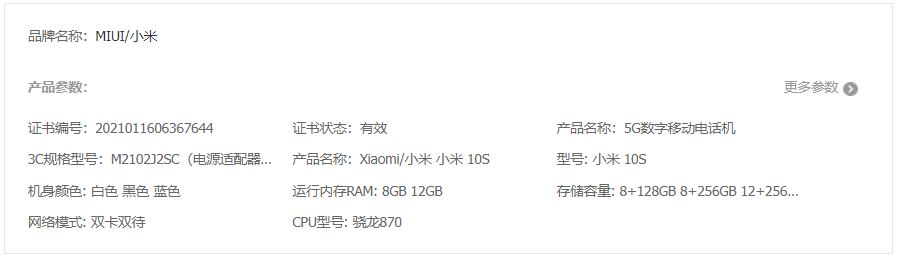 品牌名称：MIUI/小米
产品参数：
更多参数
证书编号：2021011606367644 证书状态：有效 产品名称：5G数字移动电话机
3C规格型号：M2102J2SC（电源适配器... 产品名称：Xiaomi/小米 小米 10S 型号: 小米 10S
机身颜色: 白色 黑色 蓝色 运行内存RAM: 8GB 12GB 存储容量: 8+128GB 8+256GB 12+256...
网络模式: 双卡双待 CPU型号: 骁龙870